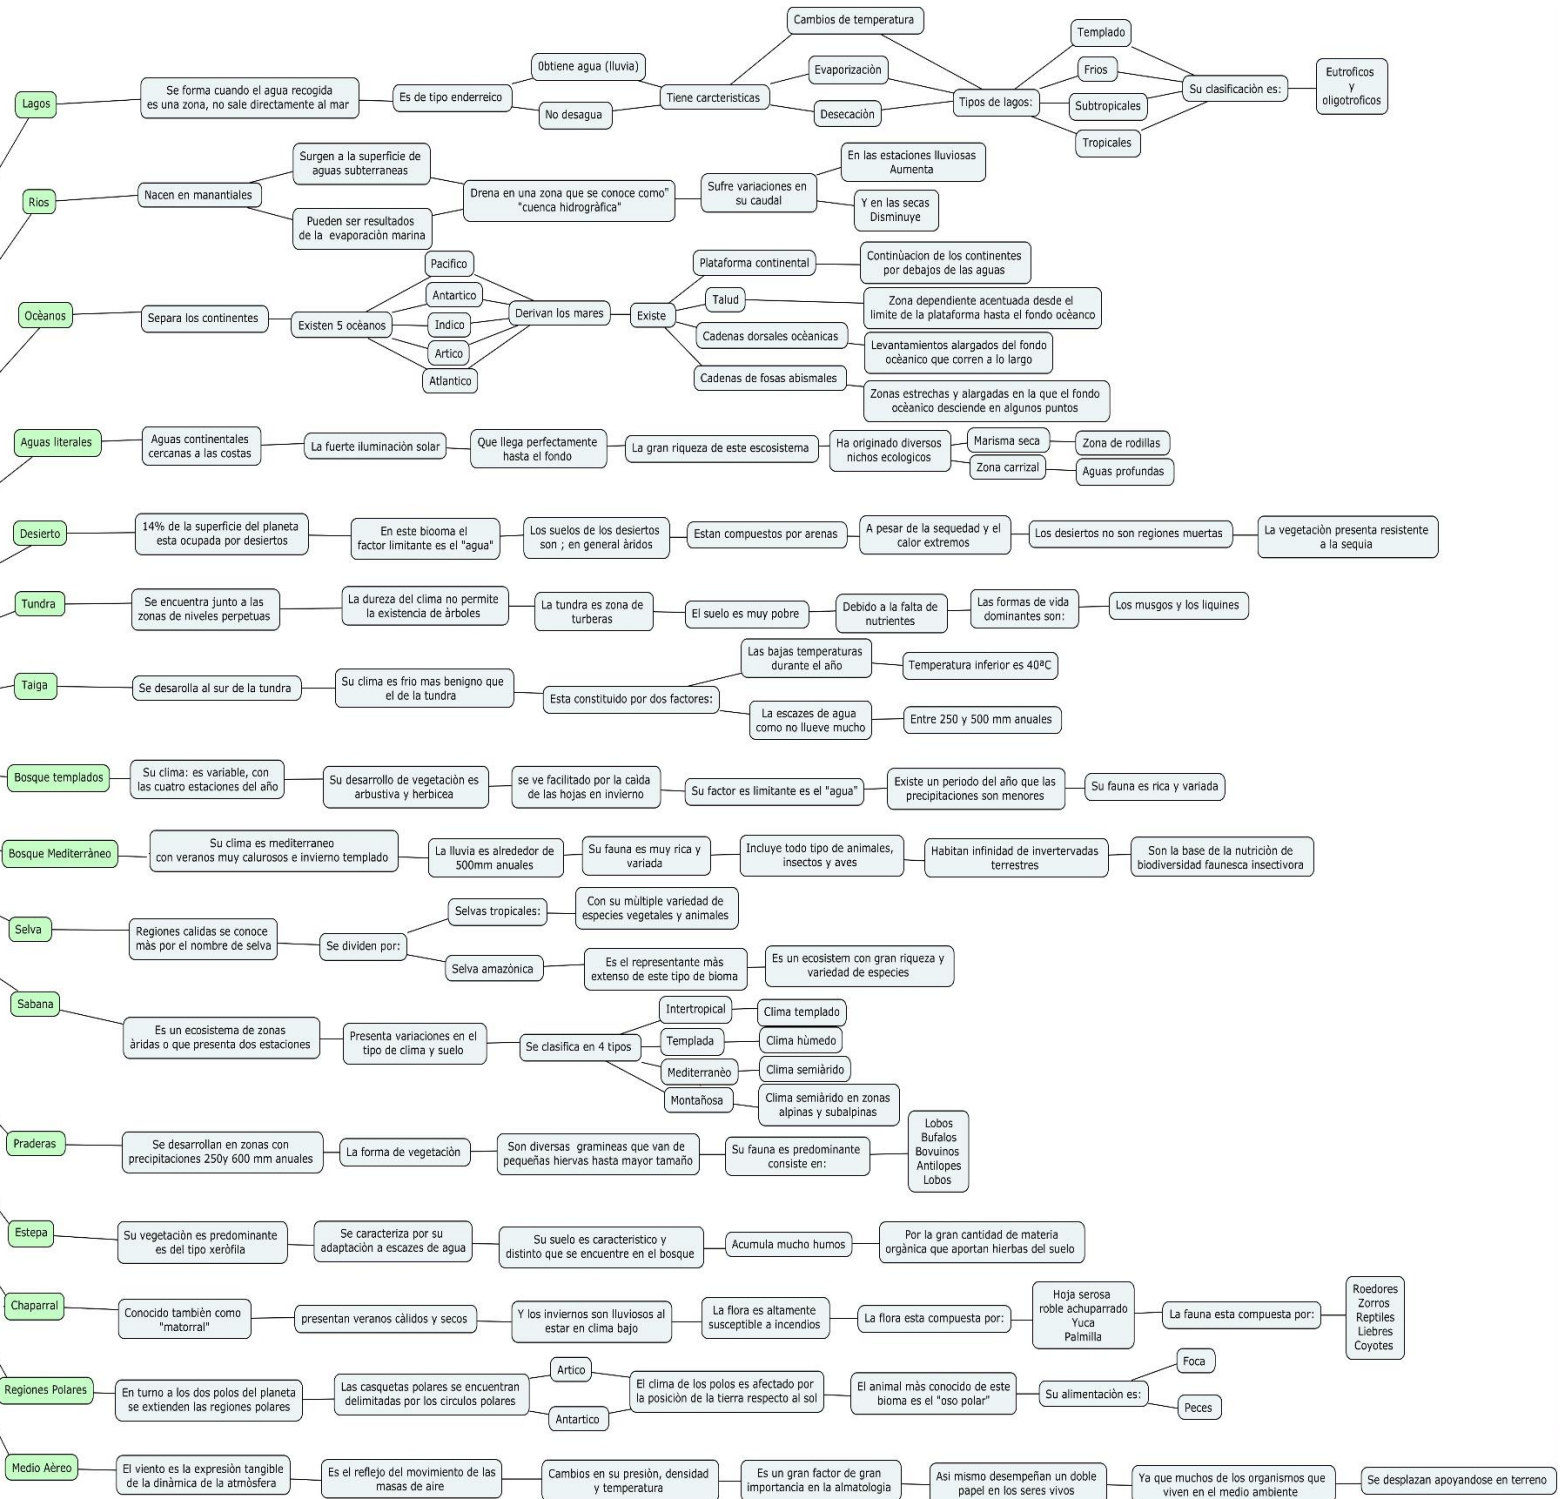 Lagos
Se forma cuando el agua recogida
es una zona, no sale directamente al mar
Es de tipo enderreico
Obtiene agua (lluvia)
No desagua
Tiene carcteristicas
Cambios de temperatura
Evaporizaciòn
Desecaciòn
Tipos de lagos:
Templado
Frios
Subtropicales
Tropicales
Su clasificaciòn es:
Eutroficos
y
oligotroficos
Rios
Nacen en manantiales
Surgen a la superficie de
aguas subterraneas
Pueden ser resultados
de la evaporaciòn marina
Drena en una zona que se conoce como"
"cuenca hidrogràfica"
Sufre variaciones en
su caudal
En las estaciones lluviosas
Aumenta
Y en las secas
Disminuye
Ocèanos
Separa los continentes
Existen 5 ocèanos
Pacifico
Antartico
Indico
Artico
Atlantico
Derivan los mares
Existe
Plataforma continental
Continùacion de los continentes
por debajos de las aguas
Talud
Zona dependiente acentuada desde el
limite de la plataforma hasta el fondo ocèanco
Cadenas dorsales ocèanicas
Levantamientos alargados del fondo
ocèanico que corren a lo largo
Cadenas de fosas abismales
Zonas estrechas y alargadas en la que el fondo
ocèanico desciende en algunos puntos
Aguas literales
Aguas continentales
cercanas a las costas
La fuerte iluminaciòn solar
Que llega perfectamente
hasta el fondo
La gran riqueza de este escosistema
Ha originado diversos
nichos ecologicos
Marisma seca
Zona de rodillas
Zona carrizal
Aguas profundas
Desierto
14% de la superficie del planeta
esta ocupada por desiertos
En este biooma el
factor limitante es el "agua"
Los suelos de los desiertos
son ; en general àridos
Estan compuestos por arenas
A pesar de la sequedad y el
calor extremos
Los desiertos no son regiones muertas
La vegetaciòn presenta resistente
a la sequia
Tundra
Se encuentra junto a las
zonas de niveles perpetuas
La dureza del clima no permite
la existencia de àrboles
La tundra es zona de
turberas
El suelo es muy pobre
Debido a la falta de
nutrientes
Las formas de vida
dominantes son:
Los musgos y los liquines
Taiga
Se desarolla al sur de la tundra
Su clima es frio mas benigno que
el de la tundra
Esta constituido por dos factores:
Las bajas temperaturas
durante el año
Temperatura inferior es 40ªC
La escazes de agua
como no llueve mucho
Entre 250 y 500 mm anuales
Bosque templados
Su clima: es variable, con
las cuatro estaciones del año
Su desarrollo de vegetaciòn es
arbustiva y herbicea
se ve facilitado por la caìda
de las hojas en invierno
Su factor es limitante es el "agua"
Existe un periodo del año que las
precipitaciones son menores
Su fauna es rica y variada
Bosque Mediterràneo
Su clima es mediterraneo
con veranos muy calurosos e invierno templado
La lluvia es alrededor de
500mm anuales
Su fauna es muy rica y
variada
Incluye todo tipo de animales,
insectos y aves
Habitan infinidad de invertervadas
terrestres
Son la base de la nutriciòn de
biodiversidad faunesca insectivora
Selva
Regiones calidas se conoce
màs por el nombre de selva
Se dividen por:
Selvas tropicales:
Con su mùltiple variedad de
especies vegetales y animales
Selva amazònica
Es el representante màs
extenso de este tipo de bioma
Es un ecosistem con gran riqueza y
variedad de especies
Sabana
Es un ecosistema de zonas
àridas o que presenta dos estaciones
Presenta variaciones en el
tipo de clima y suelo
Se clasifica en 4 tipos
Intertropical
Clima templado
Templada
Clima hùmedo
Mediterranèo
Clima semiàrido
Montañosa
Clima semiàrido en zonas
alpinas y subalpinas
Praderas
Se desarrollan en zonas con
precipitaciones 250y 600 mm anuales
La forma de vegetaciòn
Son diversas gramineas que van de
pequeñas hiervas hasta mayor tamaño
Su fauna es predominante
consiste en:
Lobos
Bufalos
Bovuinos
Antilopes
Lobos
Estepa
Su vegetaciòn es predominante
es del tipo xeròfila
Se caracteriza por su
adaptaciòn a escazes de agua
Su suelo es caracteristico y
distinto que se encuentre en el bosque
Acumula mucho humos
Por la gran cantidad de materia
orgànica que aportan hierbas del suelo
Chaparral
Conocido tambièn como
"matorral"
presentan veranos càlidos y secos
Y los inviernos son lluviosos al
estar en clima bajo
La flora es altamente
susceptible a incendios
La flora esta compuesta por:
Hoja serosa
roble achuparrado
Yuca
Palmilla
La fauna esta compuesta por:
Roedores
Zorros
Reptiles
Liebres
Coyotes
Regiones Polares
En turno a los dos polos del planeta
se extienden las regiones polares
Las casquetas polares se encuentran
delimitadas por los circulos polares
Artico
Antartico
El clima de los polos es afectado por
la posiciòn de la tierra respecto al sol
El animal màs conocido de este
bioma es el "oso polar"
Su alimentaciòn es:
Foca
Peces
Medio Aèreo
El viento es la expresiòn tangible
de la dinàmica de la atmòsfera
Es el reflejo del movimiento de las
masas de aire
Cambios en su presiòn, densidad
y temperatura
Es un gran factor de gran
importancia en la almatologia
Asi mismo desempeñan un doble
papel en los seres vivos
Ya que muchos de los organismos que
viven en el medio ambiente
Se desplazan apoyandose en terreno